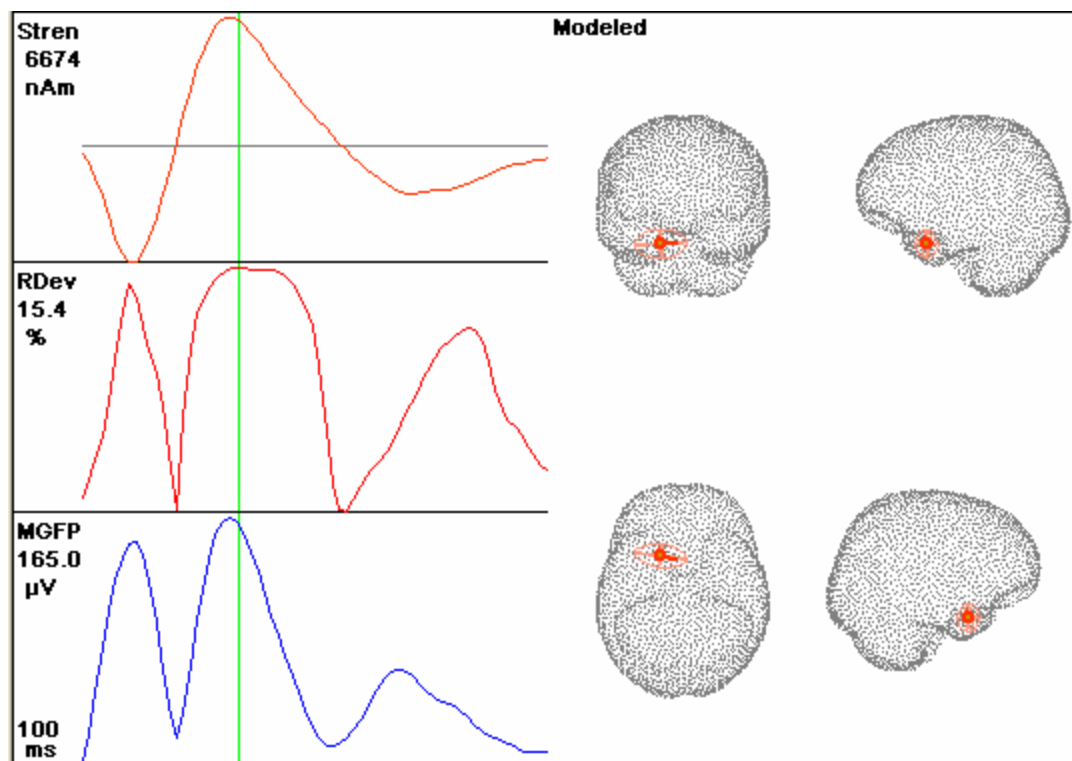 Stren
6674
nAm
Modeled
RDev
15.4
%
MGFP
165.0
µV
100
ms